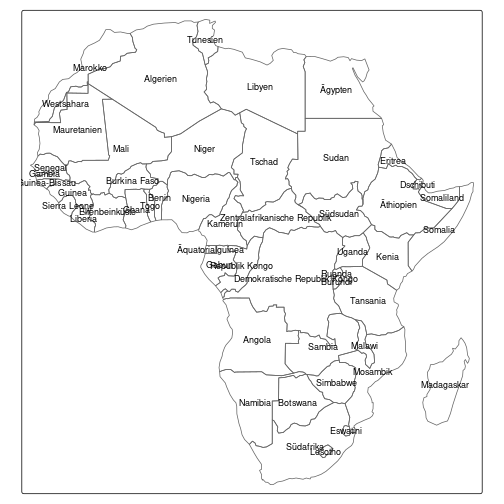 Tunesien
Marokko
Algerien
Libyen
Ägypten
Westsahara
Mauretanien
Mali
Niger
Tschad
Sudan
Eritrea
Senegal
Gambia
Guinea-Bissau
Guinea
Burkina Faso
Benin
Togo
Ghana
Elfenbeinküste
Sierra Leone
Liberia
Nigeria
Dschibuti
Somaliland
Äthiopien
Somalia
Kamerun
Zentralafrikanische Republik
Südsudan
Äquatorialguinea
Gabun
Republik Kongo
Demokratische Republik Kongo
Uganda
Kenia
Ruanda
Burundi
Tansania
Angola
Sambia
Malawi
Mosambik
Simbabwe
Madagaskar
Namibia
Botswana
Eswatini
Südafrika
Lesotho